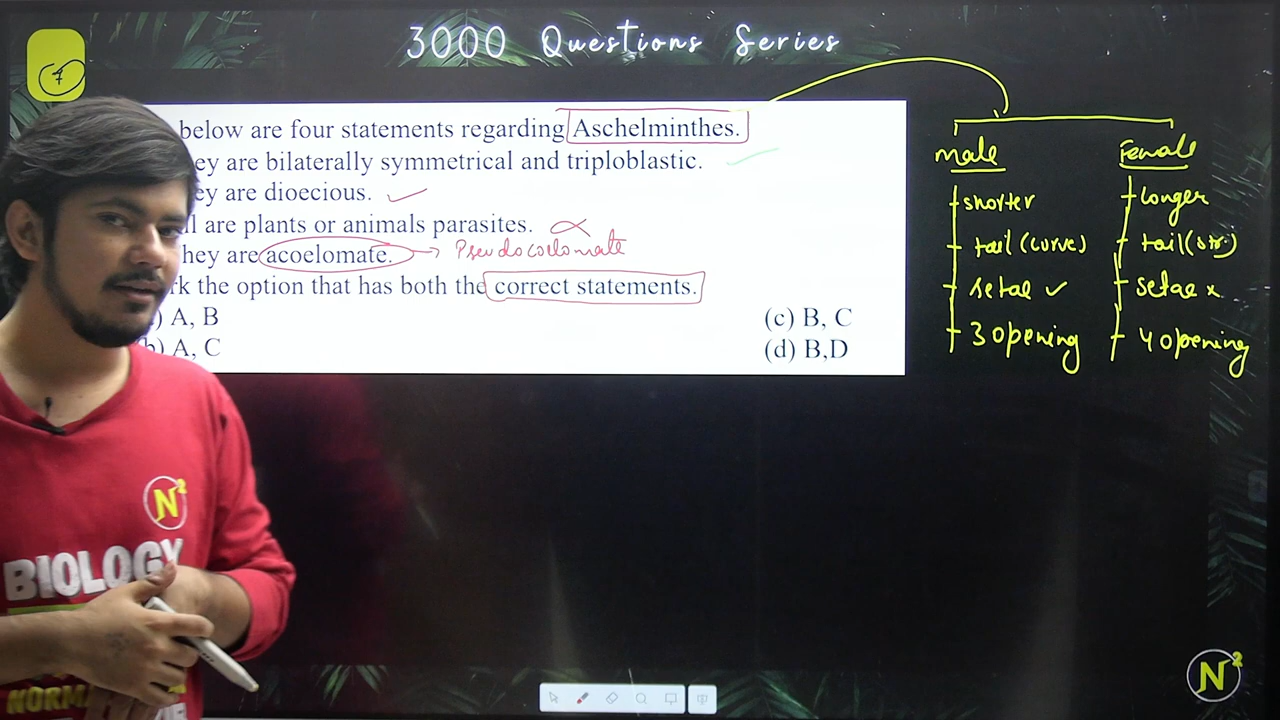 3000 Questions Series
7
below are four statements regarding Aschelminthes.
ey are bilaterally symmetrical and triploblastic.
ey are dioecious.
ll are plants or animals parasites.
hey are acoelomate. → Pseudocoelomate
rk the option that has both the correct statements.
) A, B
b) A, C
(c) B, C
(d) B,D
Male
shorter
tail (curve)
setae ✓
3 opening
Female
longer
tail (str.)
setae x
4 opening
N²
BIOLOGY
N²